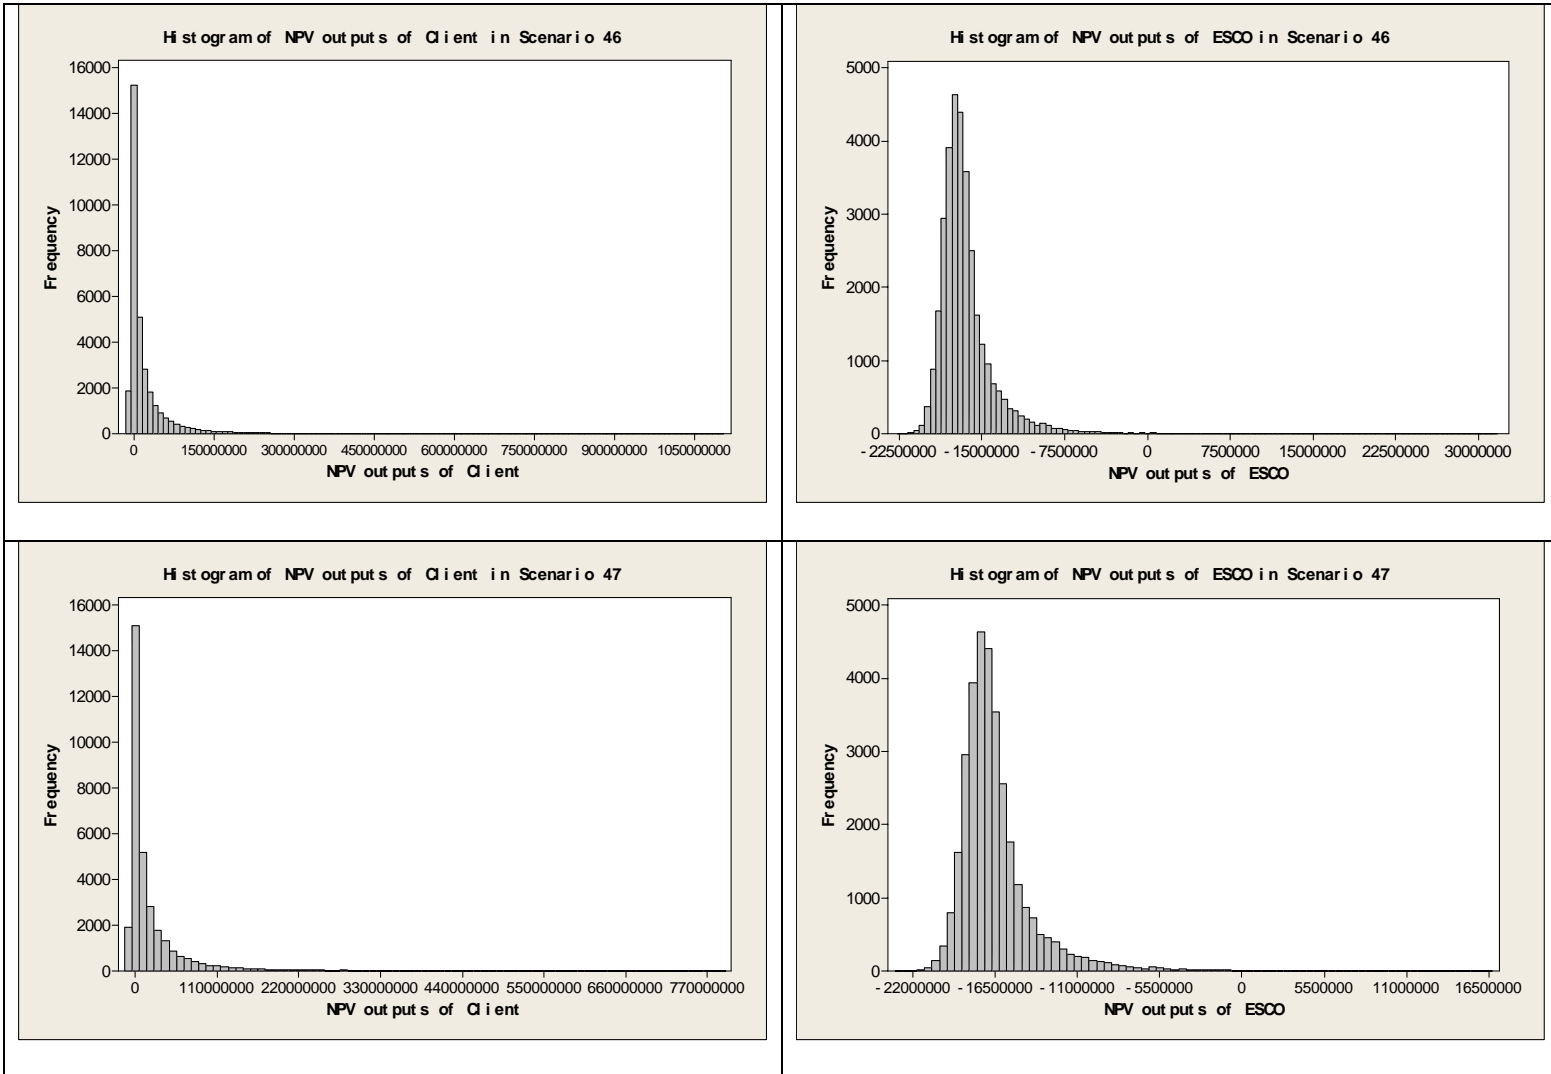 Histogram of NPV outputs of Client in Scenario 46
16000
14000
12000
10000
8000
6000
4000
2000
0
Frequency
0 150000000 300000000 450000000 600000000 750000000 900000000 1050000000
NPV outputs of Client
Histogram of NPV outputs of ESCO in Scenario 46
5000
4000
3000
2000
1000
0
Frequency
-22500000 -15000000 -7500000 0 7500000 15000000 22500000 30000000
NPV outputs of ESCO
Histogram of NPV outputs of Client in Scenario 47
16000
14000
12000
10000
8000
6000
4000
2000
0
Frequency
0 110000000 220000000 330000000 440000000 550000000 660000000 770000000
NPV outputs of Client
Histogram of NPV outputs of ESCO in Scenario 47
5000
4000
3000
2000
1000
0
Frequency
-22000000 -16500000 -11000000 -5500000 0 5500000 11000000 16500000
NPV outputs of ESCO